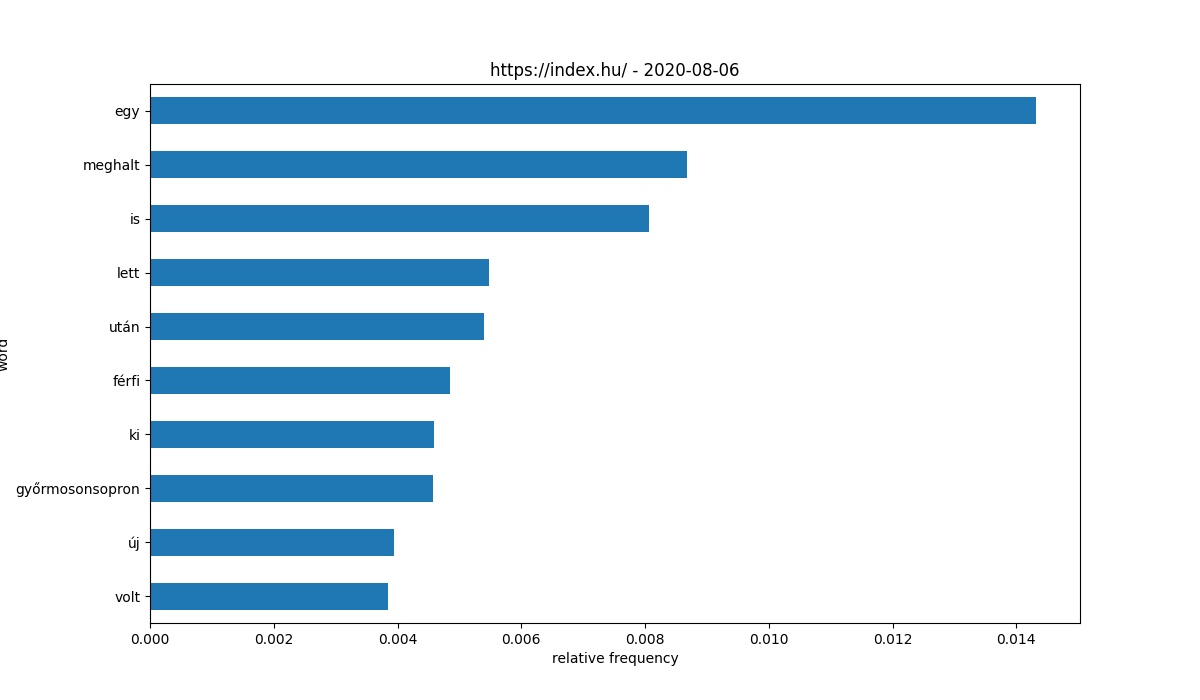 https://index.hu/ - 2020-08-06
egy
meghalt
is
lett
után
férfi
ki
győrmosonsopron
új
volt
word
0.000 0.002 0.004 0.006 0.008 0.010 0.012 0.014
relative frequency